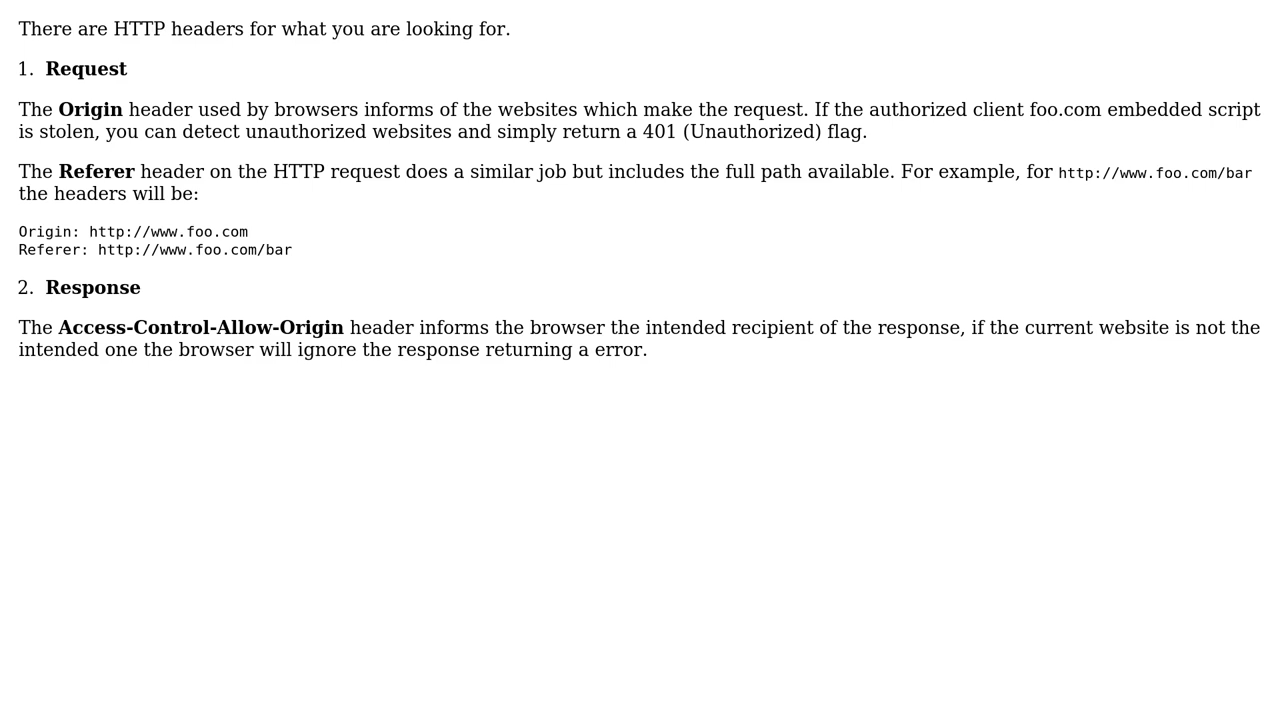 There are HTTP headers for what you are looking for.
1. Request
The Origin header used by browsers informs of the websites which make the request. If the authorized client foo.com embedded script
is stolen, you can detect unauthorized websites and simply return a 401 (Unauthorized) flag.
The Referer header on the HTTP request does a similar job but includes the full path available. For example, for http://www.foo.com/bar
the headers will be:
Origin: http://www.foo.com
Referer: http://www.foo.com/bar
2. Response
The Access-Control-Allow-Origin header informs the browser the intended recipient of the response, if the current website is not the
intended one the browser will ignore the response returning a error.